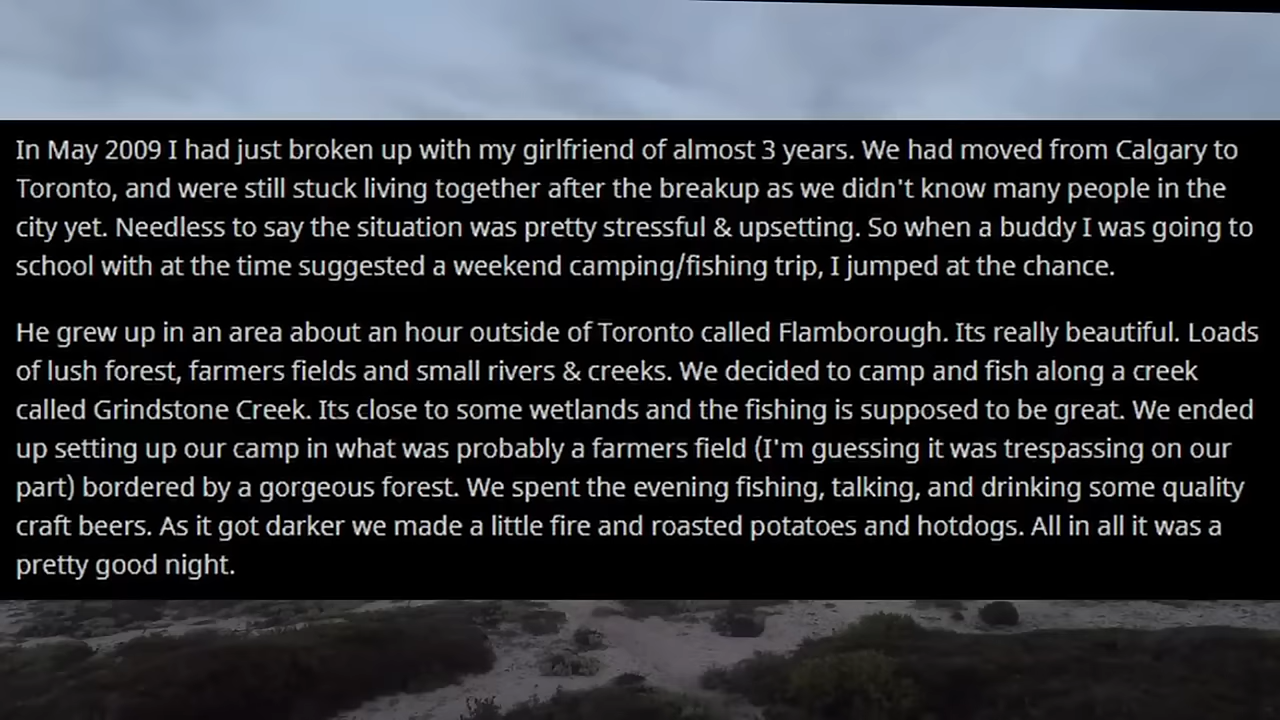 In May 2009 I had just broken up with my girlfriend of almost 3 years. We had moved from Calgary to
Toronto, and were still stuck living together after the breakup as we didn't know many people in the
city yet. Needless to say the situation was pretty stressful & upsetting. So when a buddy I was going to
school with at the time suggested a weekend camping/fishing trip, I jumped at the chance.
He grew up in an area about an hour outside of Toronto called Flamborough. Its really beautiful. Loads
of lush forest, farmers fields and small rivers & creeks. We decided to camp and fish along a creek
called Grindstone Creek. Its close to some wetlands and the fishing is supposed to be great. We ended
up setting up our camp in what was probably a farmers field (I'm guessing it was trespassing on our
part) bordered by a gorgeous forest. We spent the evening fishing, talking, and drinking some quality
craft beers. As it got darker we made a little fire and roasted potatoes and hotdogs. All in all it was a
pretty good night.